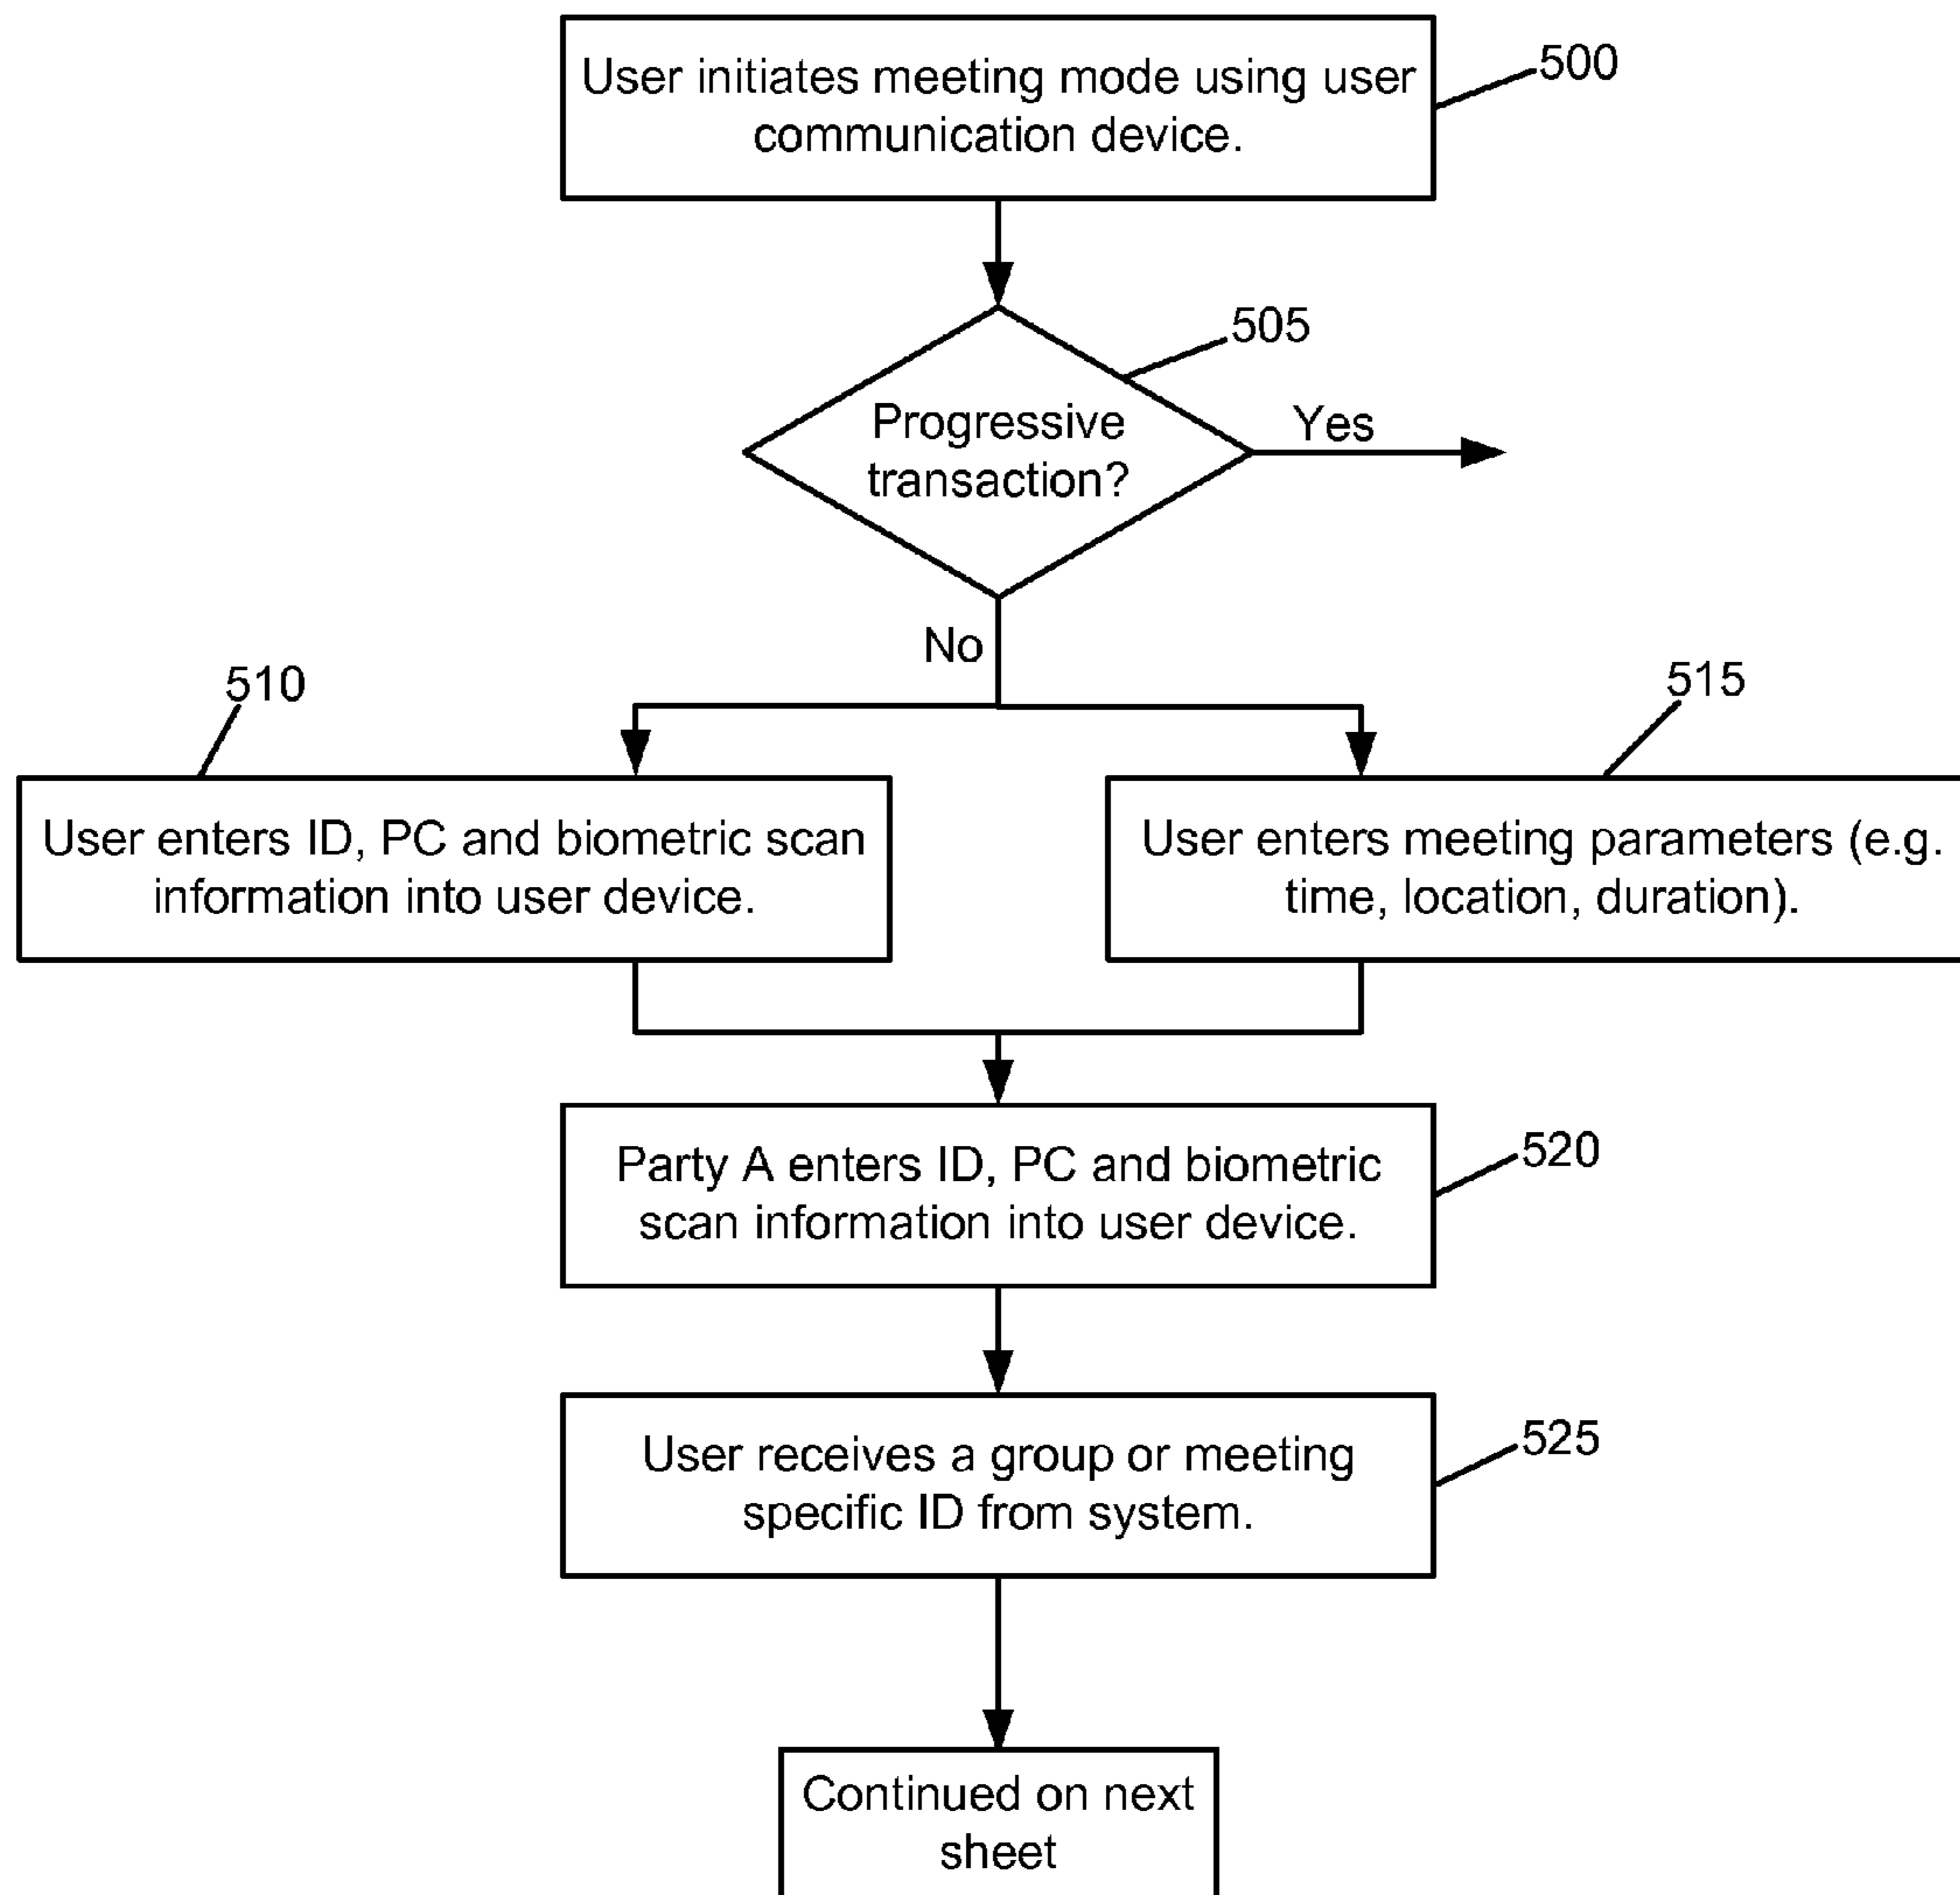 User initiates meeting mode using user
communication device.
500
505
Progressive
transaction?
Yes
No
510
515
User enters ID, PC and biometric scan
information into user device.
User enters meeting parameters (e.g.
time, location, duration).
Party A enters ID, PC and biometric
scan information into user device.
520
User receives a group or meeting
specific ID from system.
525
Continued on next
sheet